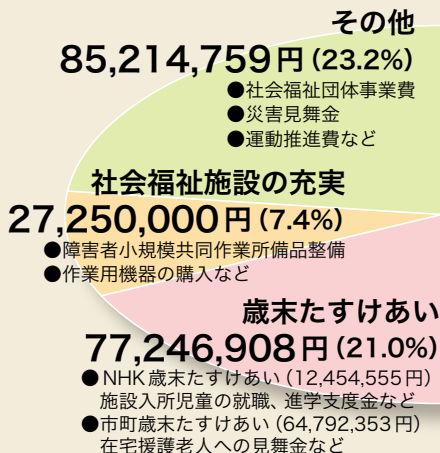 その他
85,214,759円(23.2%)
●社会福祉団体事業費
●災害見舞金
●運動推進費など
社会福祉施設の充実
27,250,000円(7.4%)
●障害者小規模共同作業所備品整備
●作業用機器の購入など
歳末たすけあい
77,246,908円(21.0%)
●NHK歳末たすけあい(12,454,555円)
施設入所児童の就職、進学支度金など
●市町歳末たすけあい(64,792,353円)
在宅援護老人への見舞金など